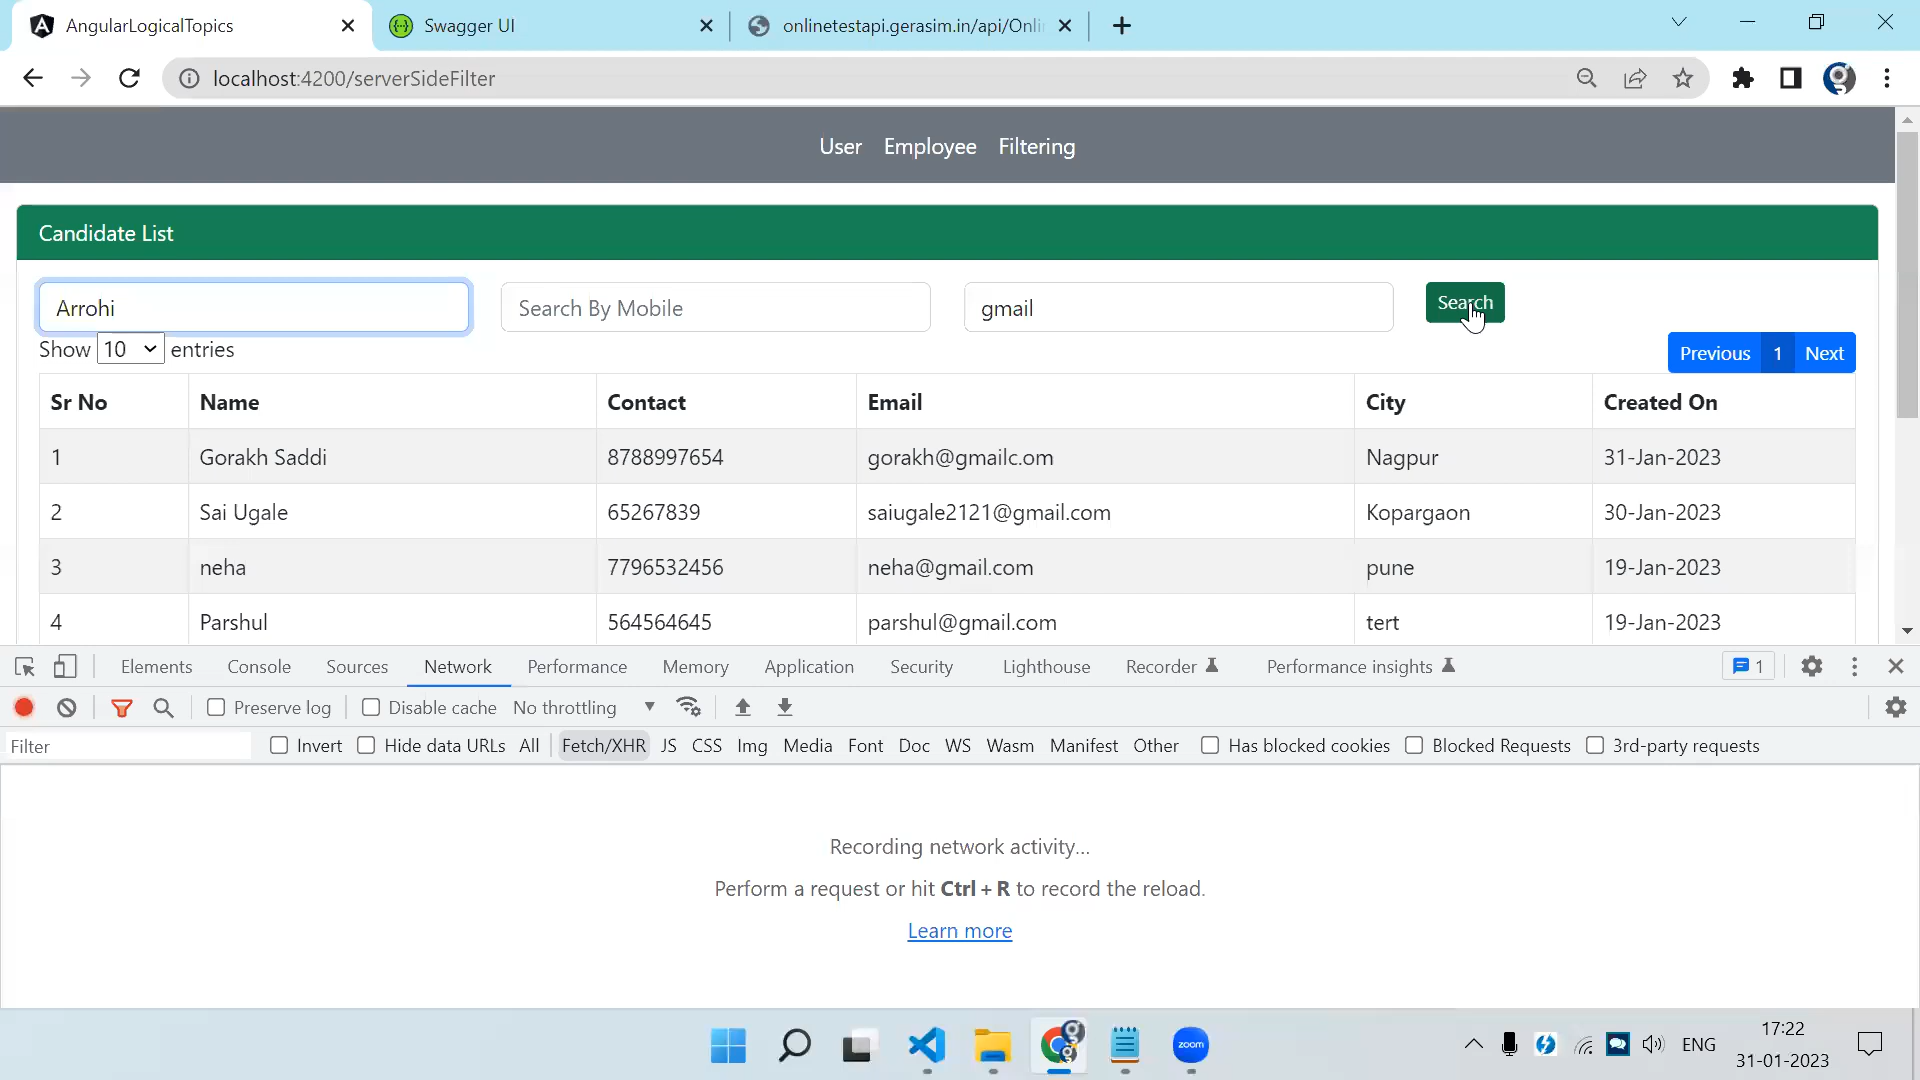 AngularLogicalTopics
Swagger UI
onlinetestapi.gerasim.in/api/Onli
localhost:4200/serverSideFilter
User Employee Filtering
Candidate List
Arrohi
Search By Mobile
gmail
Search
Show 10 entries
Previous 1 Next
Sr No Name Contact Email City Created On
1 Gorakh Saddi 8788997654 gorakh@gmailc.om Nagpur 31-Jan-2023
2 Sai Ugale 65267839 saiugale2121@gmail.com Kopargaon 30-Jan-2023
3 neha 7796532456 neha@gmail.com pune 19-Jan-2023
4 Parshul 564564645 parshul@gmail.com tert 19-Jan-2023
Elements Console Sources Network Performance Memory Application Security Lighthouse Recorder Performance insights 1
Preserve log Disable cache No throttling
Filter Invert Hide data URLs All Fetch/XHR JS CSS Img Media Font Doc WS Wasm Manifest Other Has blocked cookies Blocked Requests 3rd-party requests
Recording network activity...
Perform a request or hit Ctrl + R to record the reload.
Learn more
zoom
ENG
17:22
31-01-2023